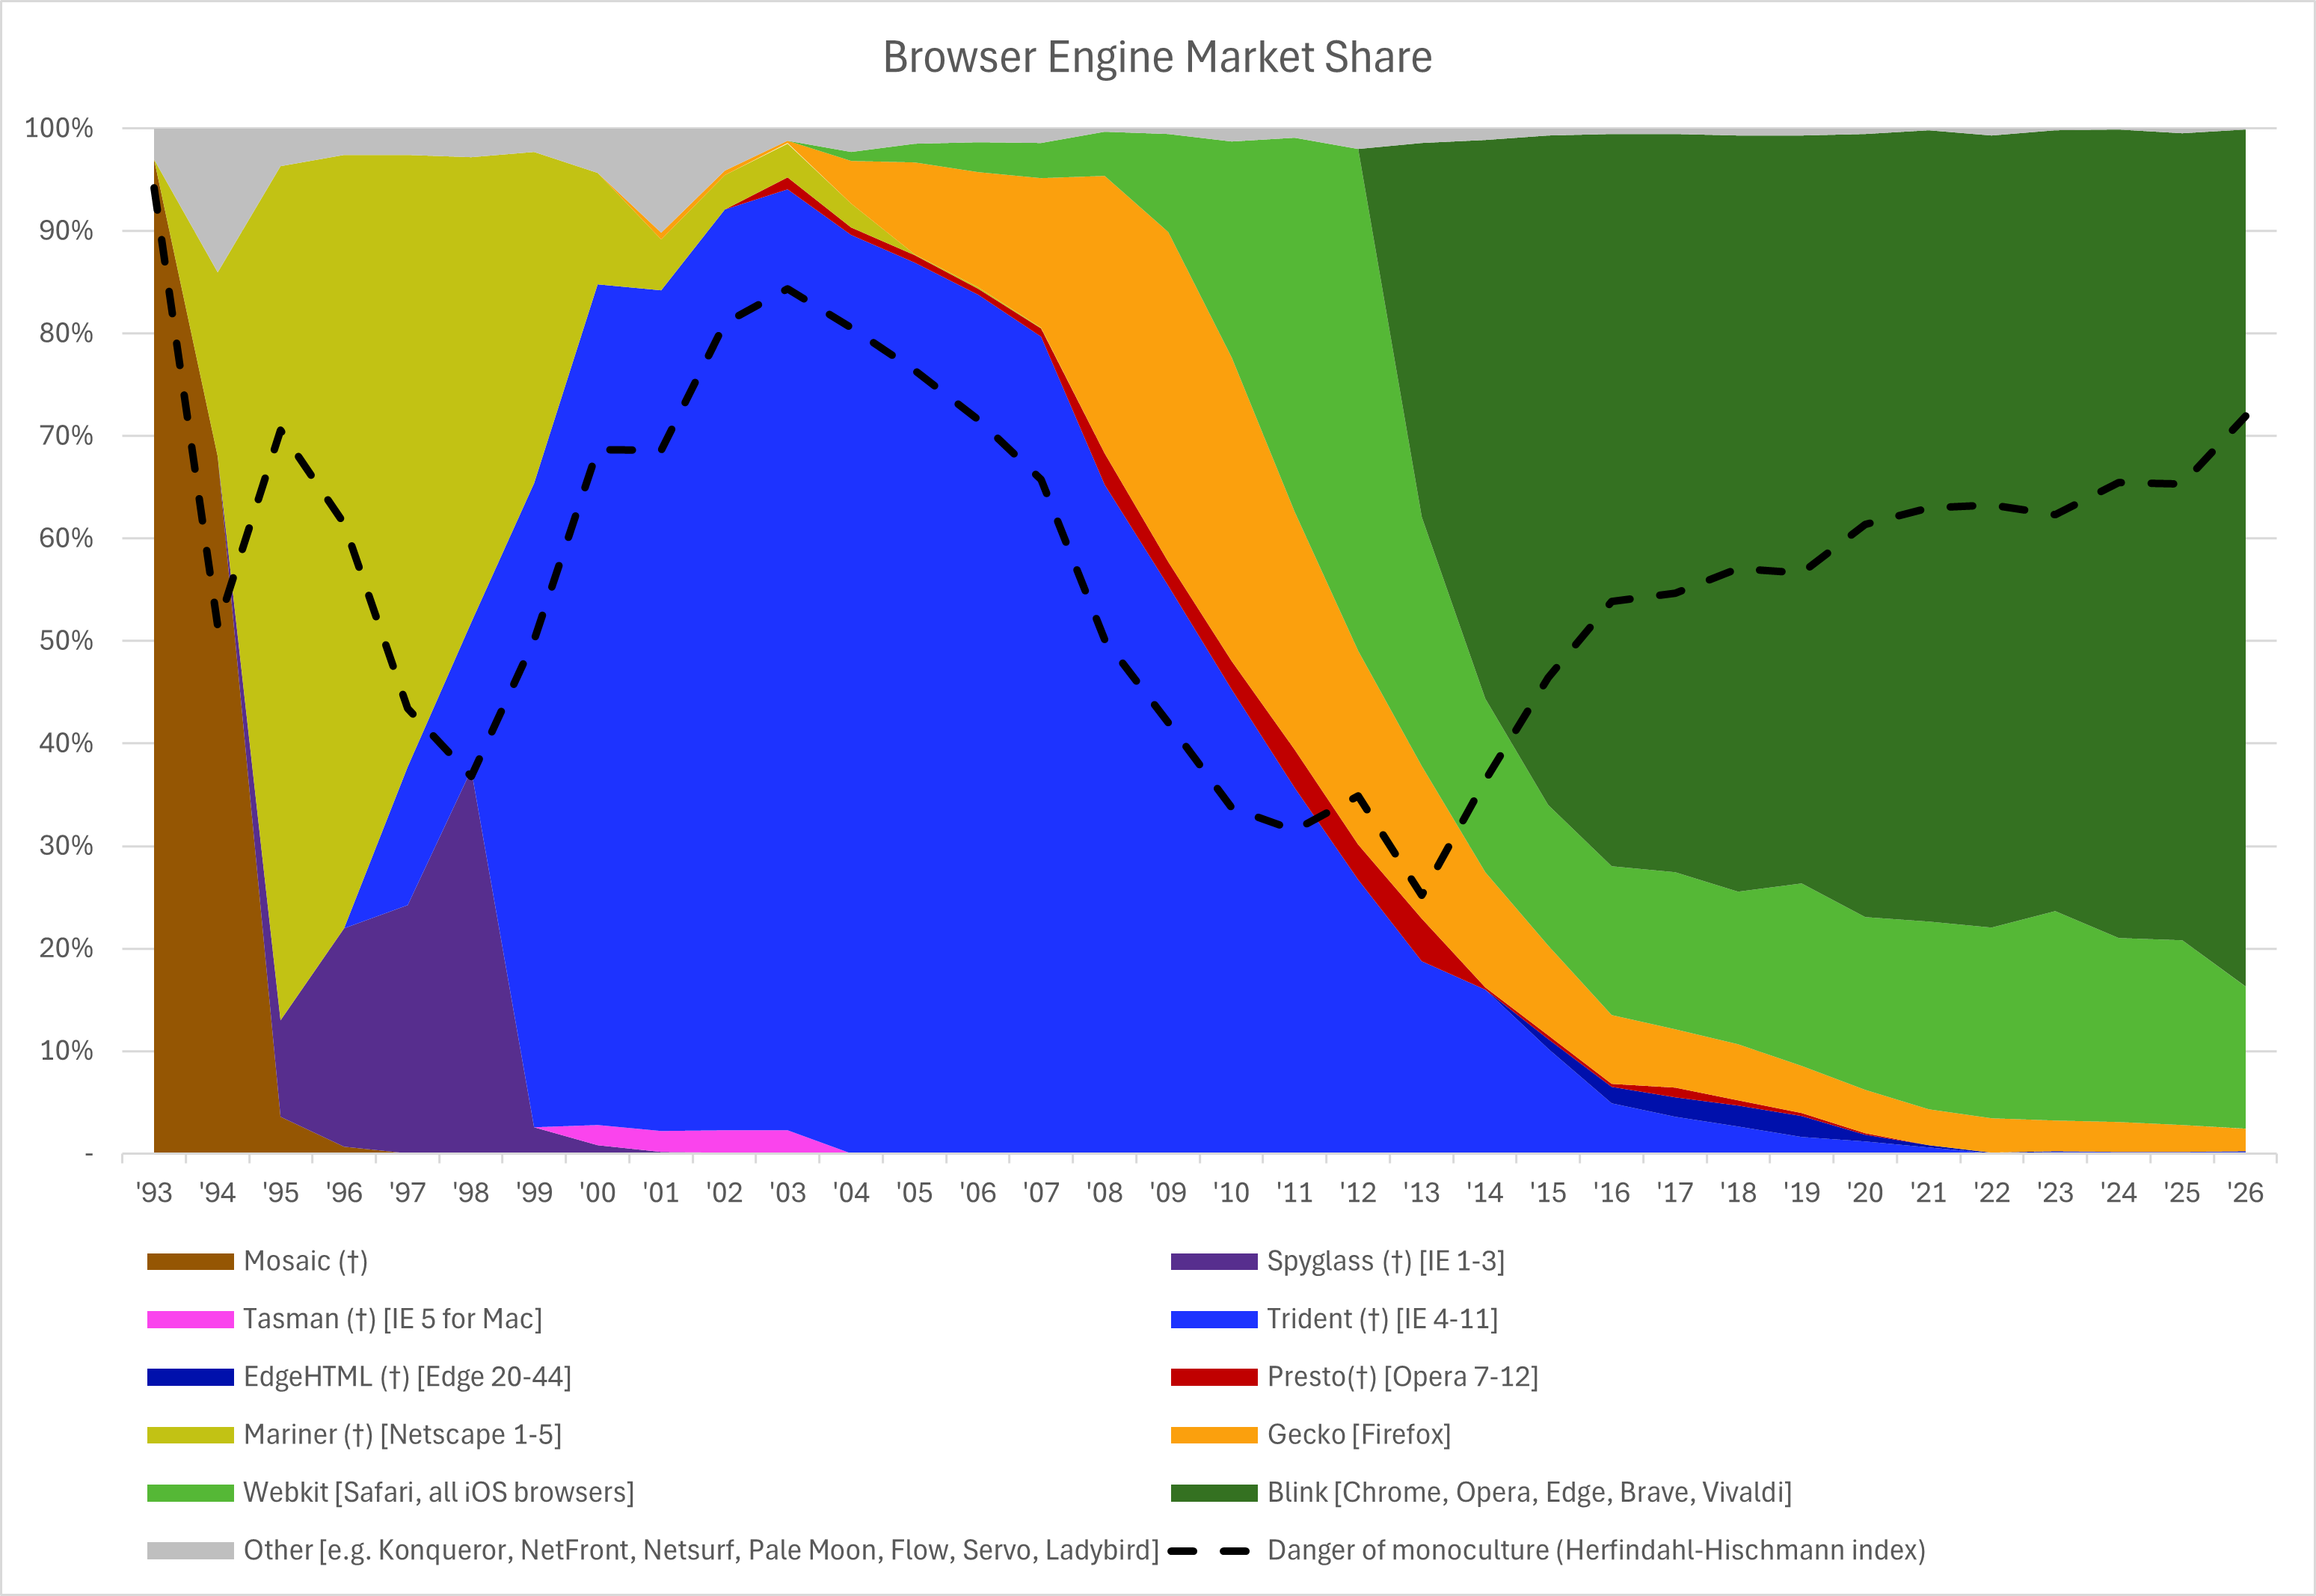 Browser Engine Market Share
100%
90%
80%
70%
60%
50%
40%
30%
20%
10%
-
'93 '94 '95 '96 '97 '98 '99 '00 '01 '02 '03 '04 '05 '06 '07 '08 '09 '10 '11 '12 '13 '14 '15 '16 '17 '18 '19 '20 '21 '22 '23 '24 '25 '26
Mosaic (†)
Spyglass (†) [IE 1-3]
Tasman (†) [IE 5 for Mac]
Trident (†) [IE 4-11]
EdgeHTML (†) [Edge 20-44]
Presto(†) [Opera 7-12]
Mariner (†) [Netscape 1-5]
Gecko [Firefox]
Webkit [Safari, all iOS browsers]
Blink [Chrome, Opera, Edge, Brave, Vivaldi]
Other [e.g. Konqueror, NetFront, Netsurf, Pale Moon, Flow, Servo, Ladybird]
Danger of monoculture (Herfindahl-Hischmann index)